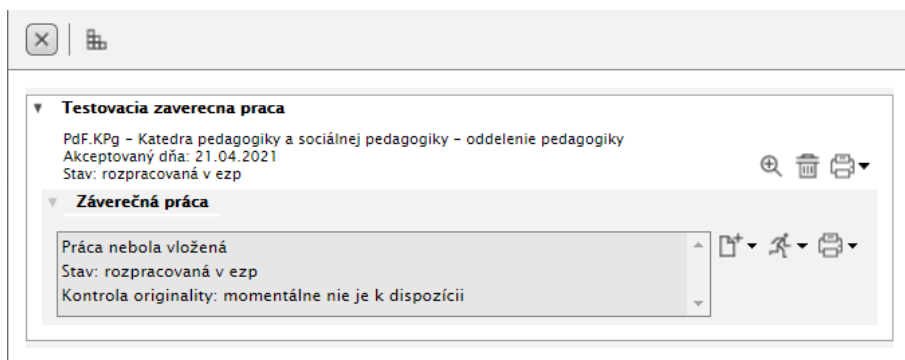 Testovacia zaverecna praca
PdF.KPg – Katedra pedagogiky a sociálnej pedagogiky – oddelenie pedagogiky
Akceptovaný dňa: 21.04.2021
Stav: rozpracovaná v ezp
Záverečná práca
Práca nebola vložená
Stav: rozpracovaná v ezp
Kontrola originality: momentálne nie je k dispozícii